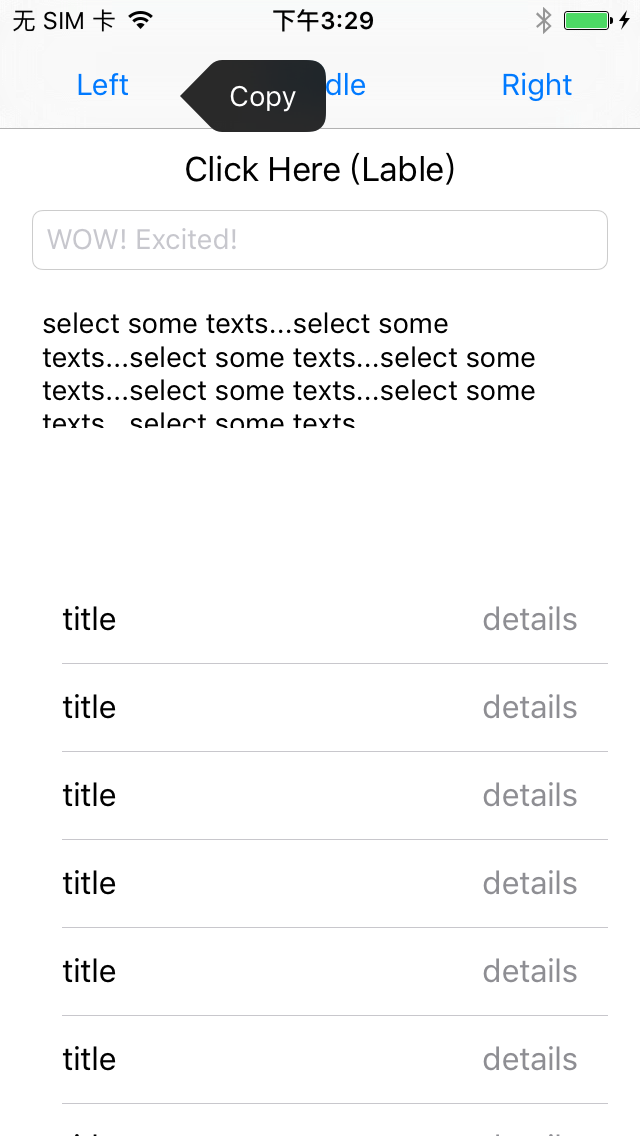 无 SIM 卡 下午3:29
Left Copy dle Right
Click Here (Lable)
WOW! Excited!
select some texts...select some
texts...select some texts...select some
texts...select some texts...select some
texts...select some texts
title details
title details
title details
title details
title details
title details